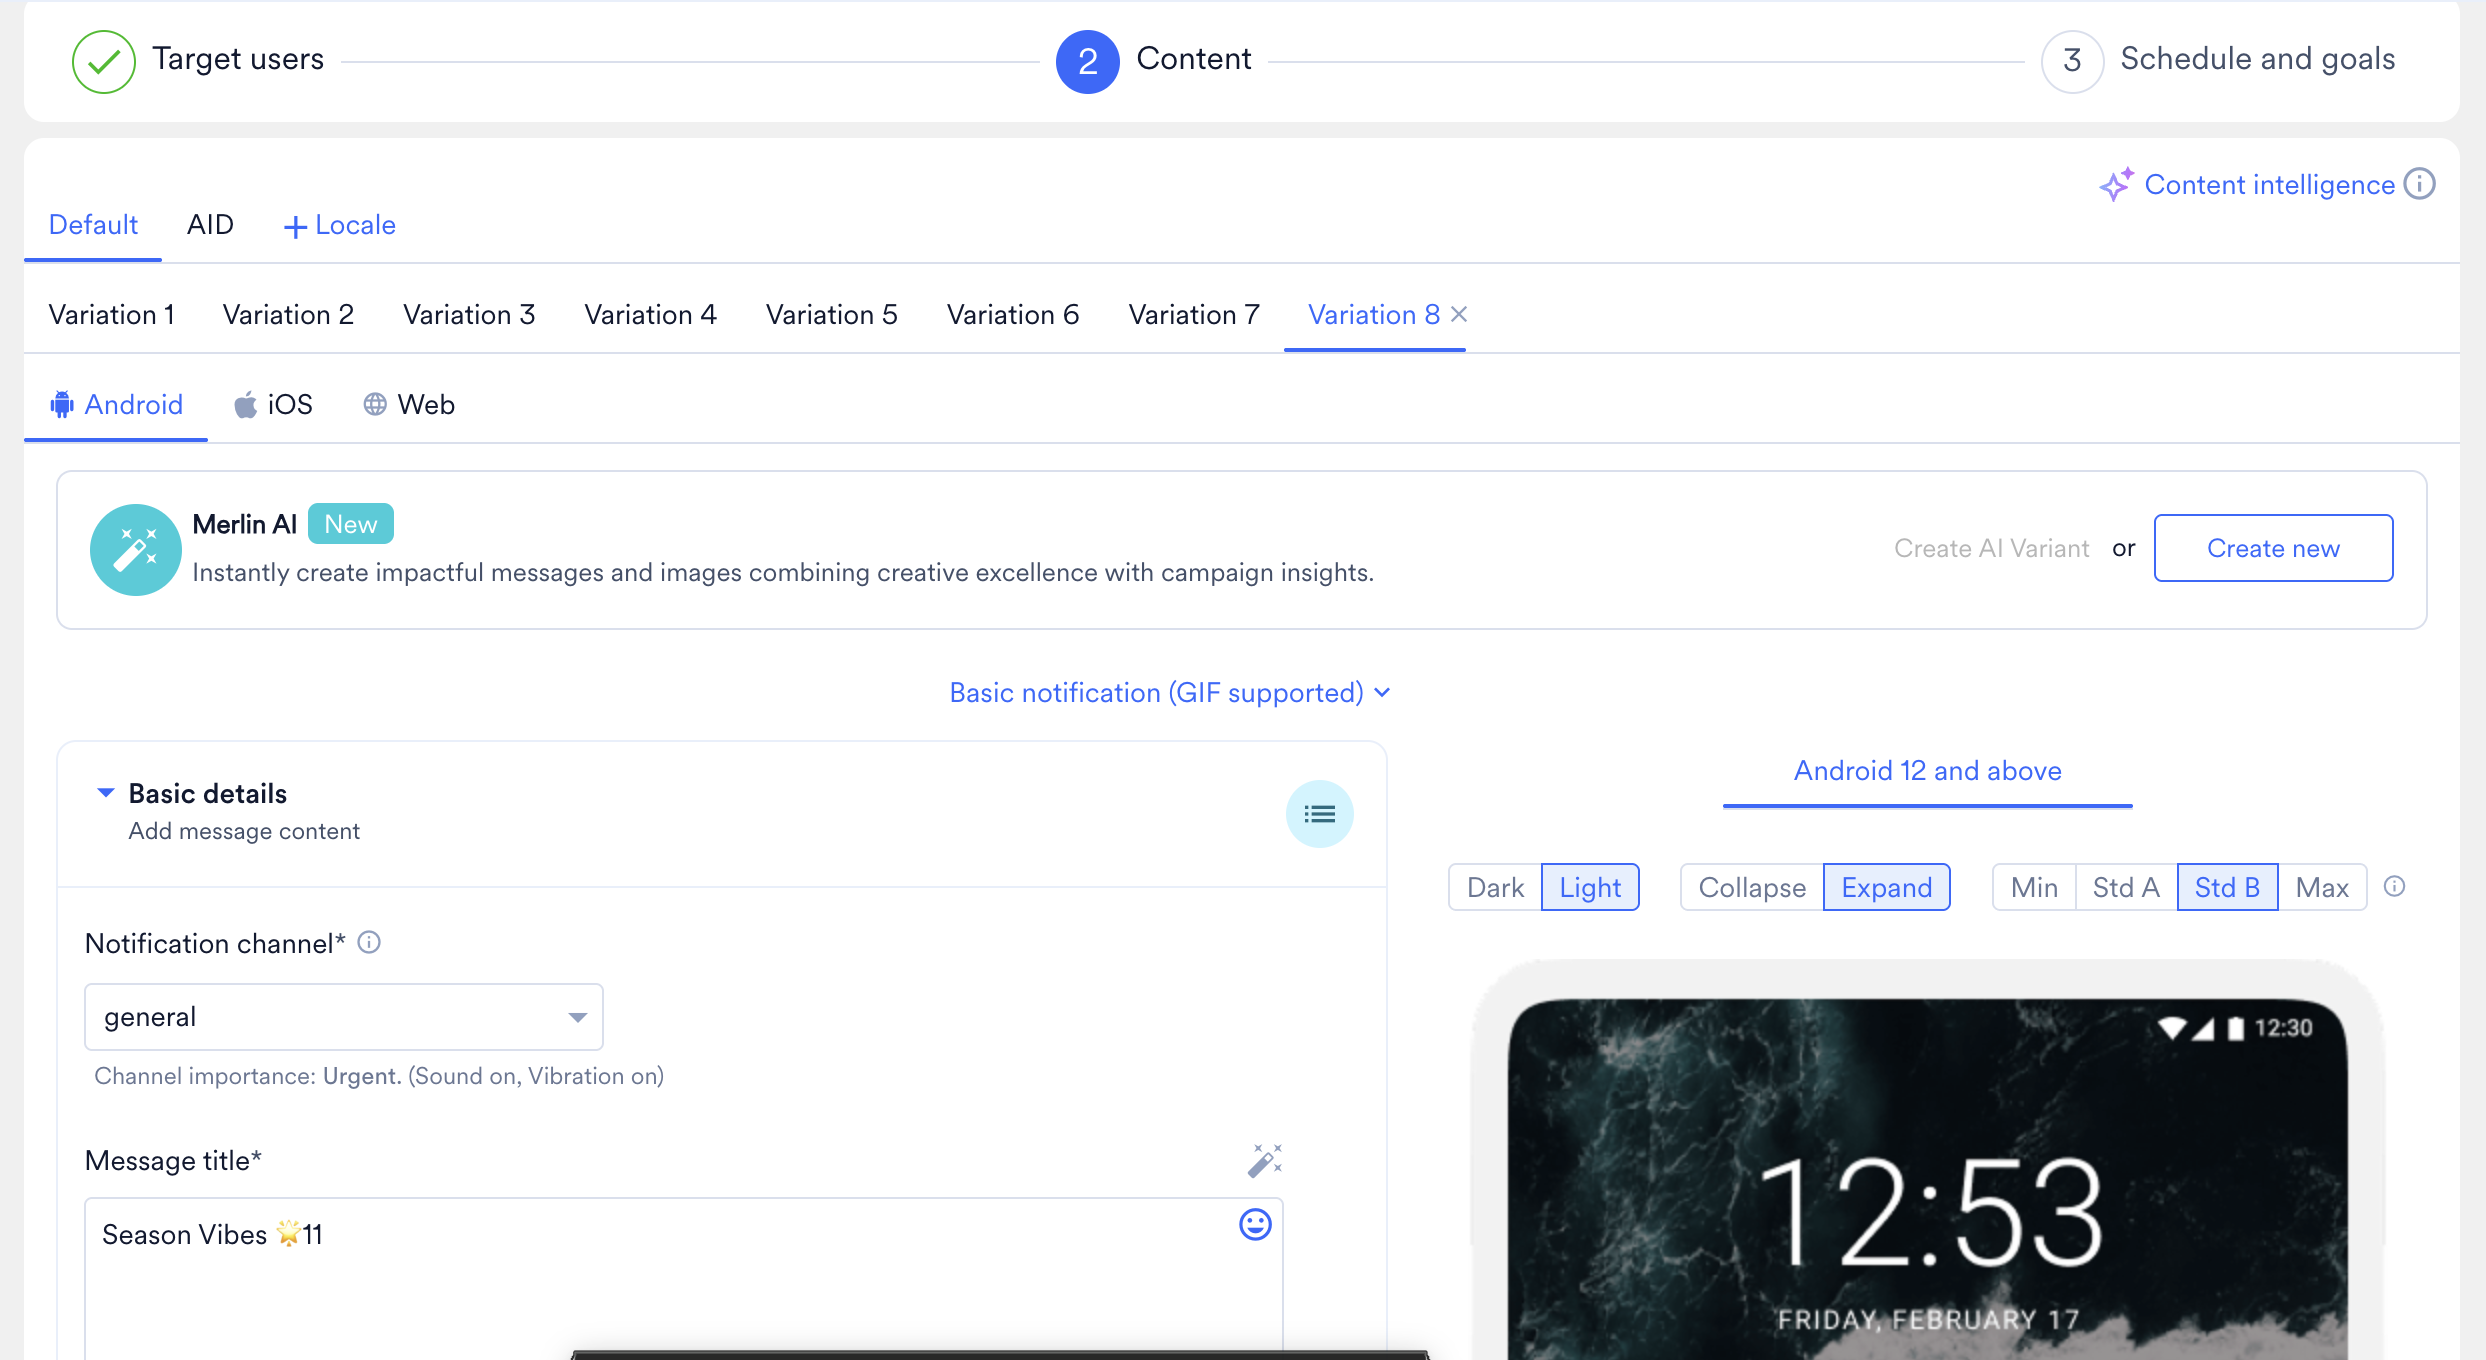 Target users
2 Content
3 Schedule and goals
Content intelligence
Default AID + Locale
Variation 1 Variation 2 Variation 3 Variation 4 Variation 5 Variation 6 Variation 7 Variation 8
Android iOS Web
Merlin AI New
Instantly create impactful messages and images combining creative excellence with campaign insights.
Create AI Variant or Create new
Basic notification (GIF supported)
Basic details
Add message content
Notification channel*
general
Channel importance: Urgent. (Sound on, Vibration on)
Message title*
Season Vibes 🌟11
Android 12 and above
Dark Light Collapse Expand Min Std A Std B Max
12:30
12:53
FRIDAY, FEBRUARY 17